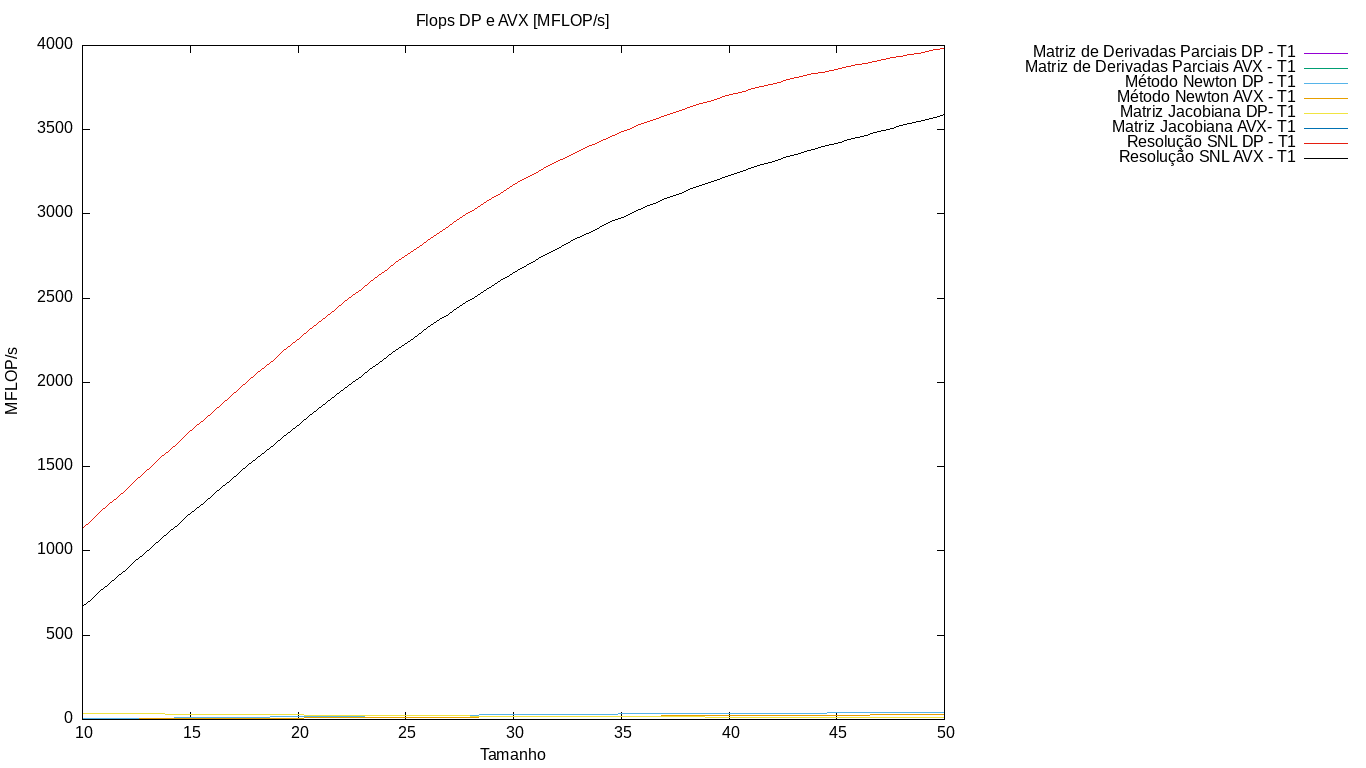 Flops DP e AVX [MFLOP/s]
4000
3500
3000
2500
2000
1500
1000
500
0
MFLOP/s
10 15 20 25 30 35 40 45 50
Tamanho
Matriz de Derivadas Parciais DP - T1
Matriz de Derivadas Parciais AVX - T1
Método Newton DP - T1
Método Newton AVX - T1
Matriz Jacobiana DP- T1
Matriz Jacobiana AVX- T1
Resolução SNL DP - T1
Resolução SNL AVX - T1